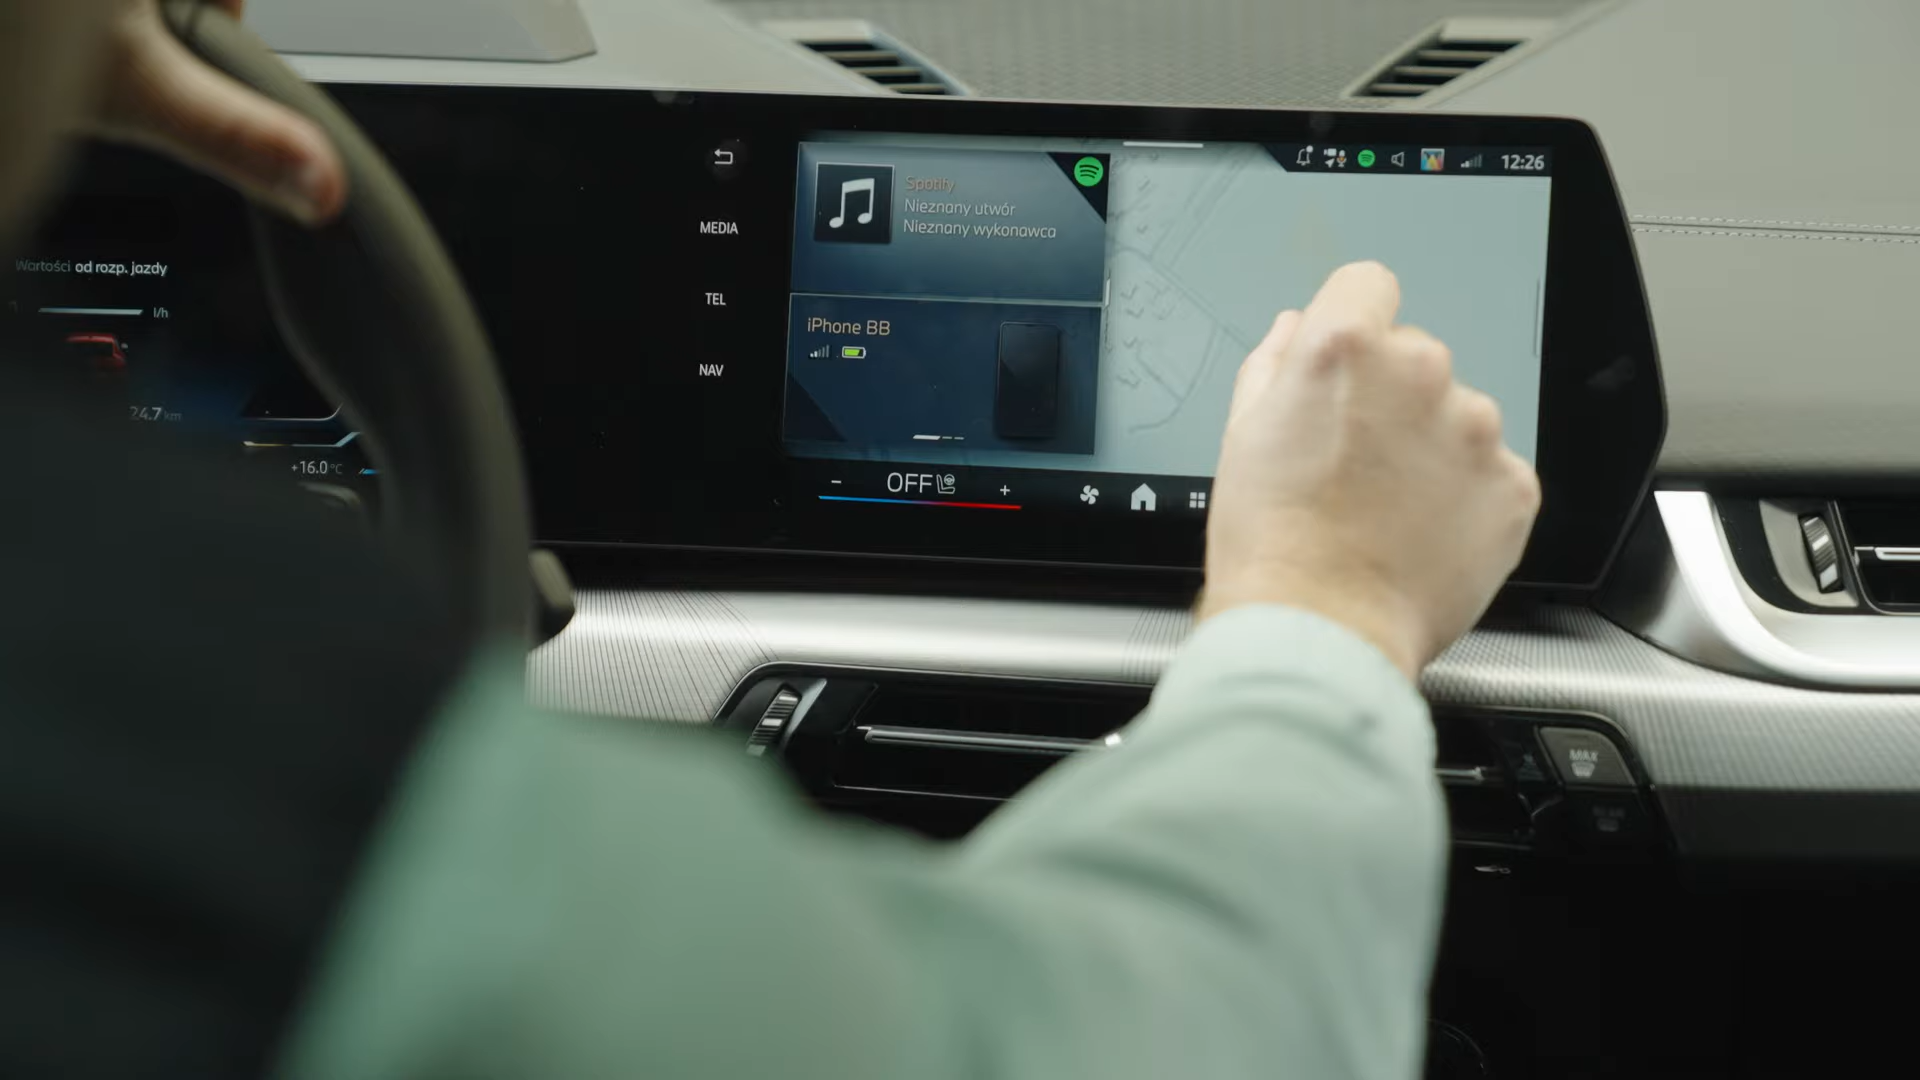 Wartości od rozp. jazdy
l/h
24.7 km
+16.0 °C
MEDIA
TEL
NAV
Spotify
Nieznany utwór
Nieznany wykonawca
iPhone BB
12:26
- OFF +
MAX